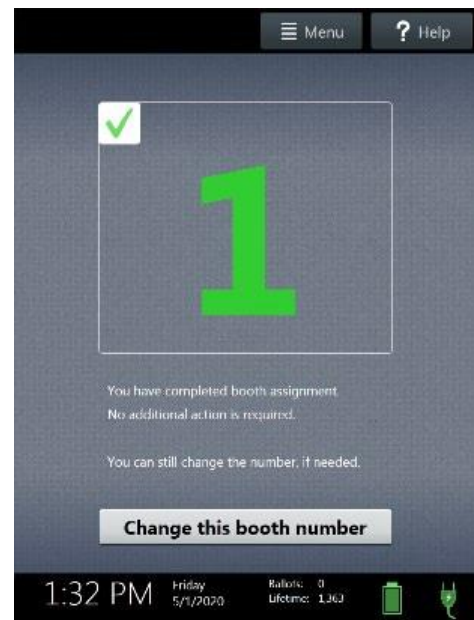 Menu
? Help
1
You have completed booth assignment.
No additional action is required.
You can still change the number, if needed.
Change this booth number
1:32 PM
Friday
5/1/2020
Ballots: 0
Lifetime: 1,363